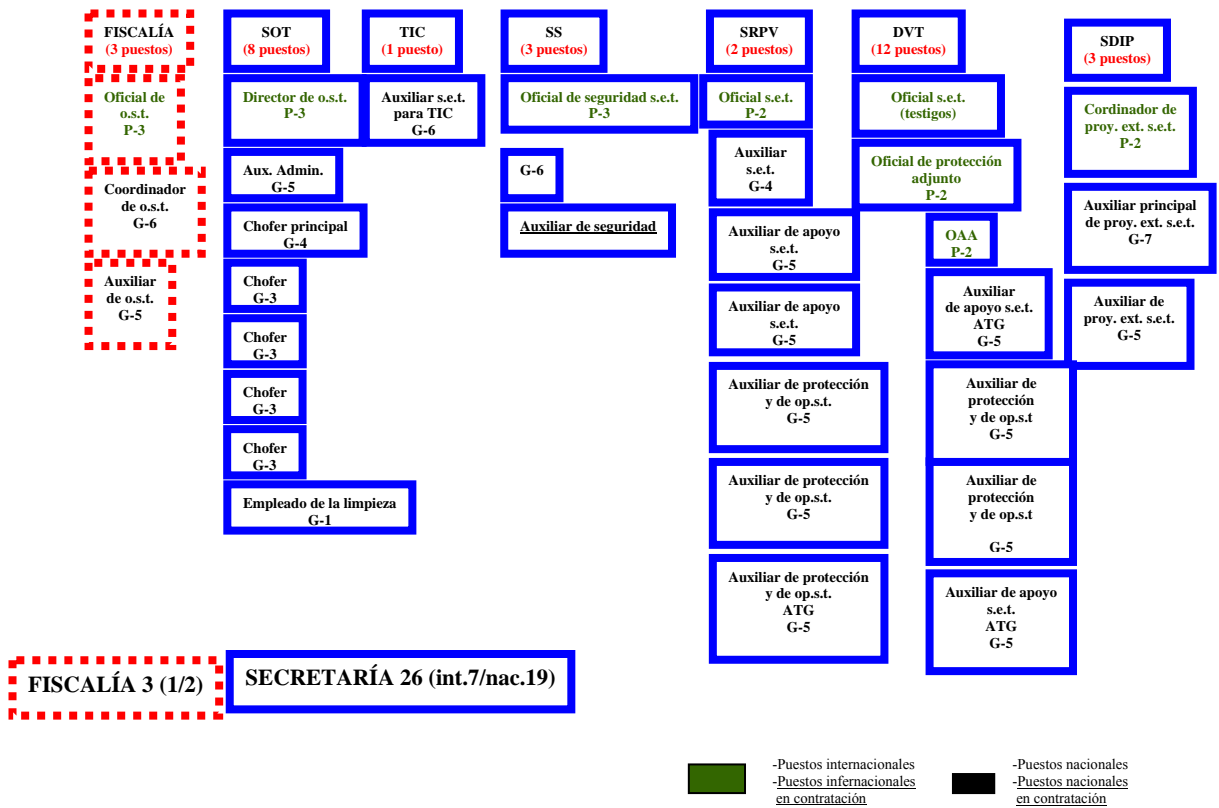 FISCALÍA
(3 puestos)
Oficial de
o.s.t.
P-3
Coordinador
de o.s.t.
G-6
Auxiliar
de o.s.t.
G-5
SOT
(8 puestos)
Director de o.s.t.
P-3
Aux. Admin.
G-5
Chofer principal
G-4
Chofer
G-3
Chofer
G-3
Chofer
G-3
Chofer
G-3
Empleado de la limpieza
G-1
TIC
(1 puesto)
Auxiliar s.e.t.
para TIC
G-6
SS
(3 puestos)
Oficial de seguridad s.e.t.
P-3
G-6
Auxiliar de seguridad
SRPV
(2 puestos)
Oficial s.e.t.
P-2
Auxiliar
s.e.t.
G-4
Auxiliar de apoyo
s.e.t.
G-5
Auxiliar de apoyo
s.e.t.
G-5
Auxiliar de protección
y de op.s.t.
G-5
Auxiliar de protección
y de op.s.t.
G-5
Auxiliar de protección
y de op.s.t.
ATG
G-5
DVT
(12 puestos)
Oficial s.e.t.
(testigos)
Oficial de protección
adjunto
P-2
OAA
P-2
Auxiliar
de apoyo s.e.t.
ATG
G-5
Auxiliar de
protección
y de op.s.t
G-5
Auxiliar de
protección
y de op.s.t
G-5
Auxiliar de apoyo
s.e.t.
ATG
G-5
SDIP
(3 puestos)
Cordinador de
proy. ext. s.e.t.
P-2
Auxiliar principal
de proy. ext. s.e.t.
G-7
Auxiliar de
proy. ext. s.e.t.
G-5
FISCALÍA 3 (1/2)
SECRETARÍA 26 (int.7/nac.19)
-Puestos internacionales
-Puestos infernacionales
en contratación
-Puestos nacionales
-Puestos nacionales
en contratación